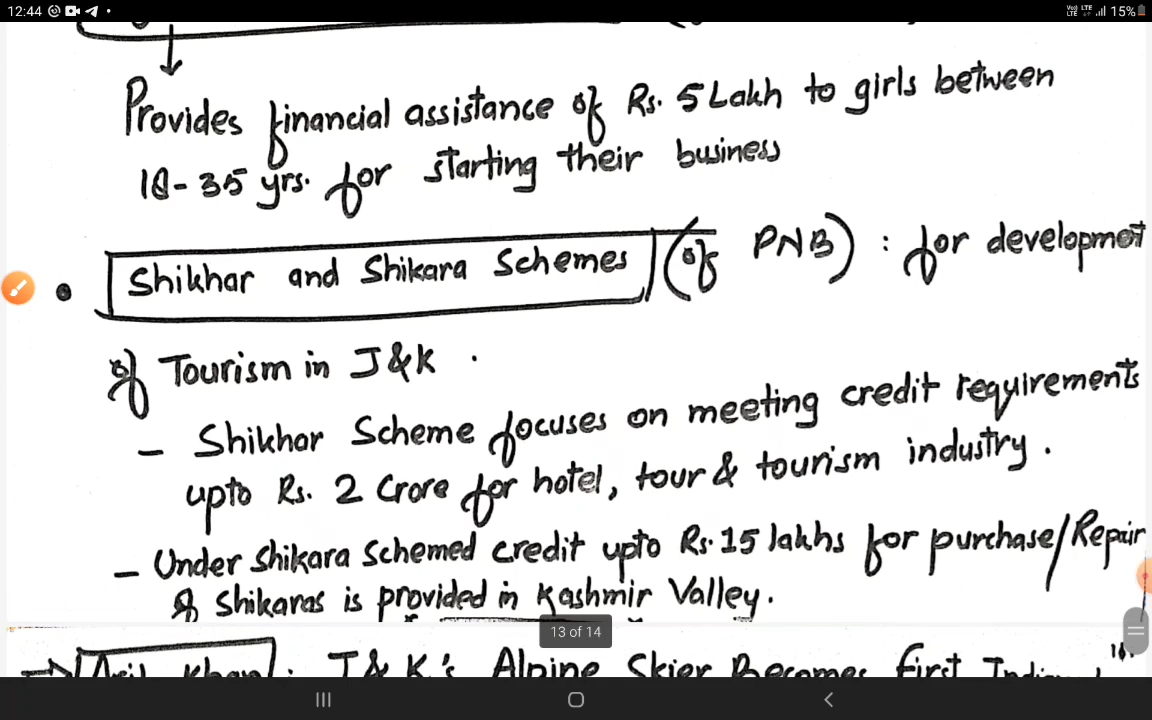 12:44
VoLTE LTE 15%
Provides financial assistance of Rs. 5 Lakh to girls between
18-35 yrs. for starting their business
• Shikhar and Shikara Schemes (of PNB) : for developmet
of Tourism in J&K .
- Shikhar Scheme focuses on meeting credit requirements
upto Rs. 2 Crore for hotel, tour & tourism industry .
- Under Shikara Schemed credit upto Rs. 15 lakhs for purchase/Repair
of Shikaras is provided in Kashmir Valley.
13 of 14
Khan : J&K's Alpine Skier Becomes First